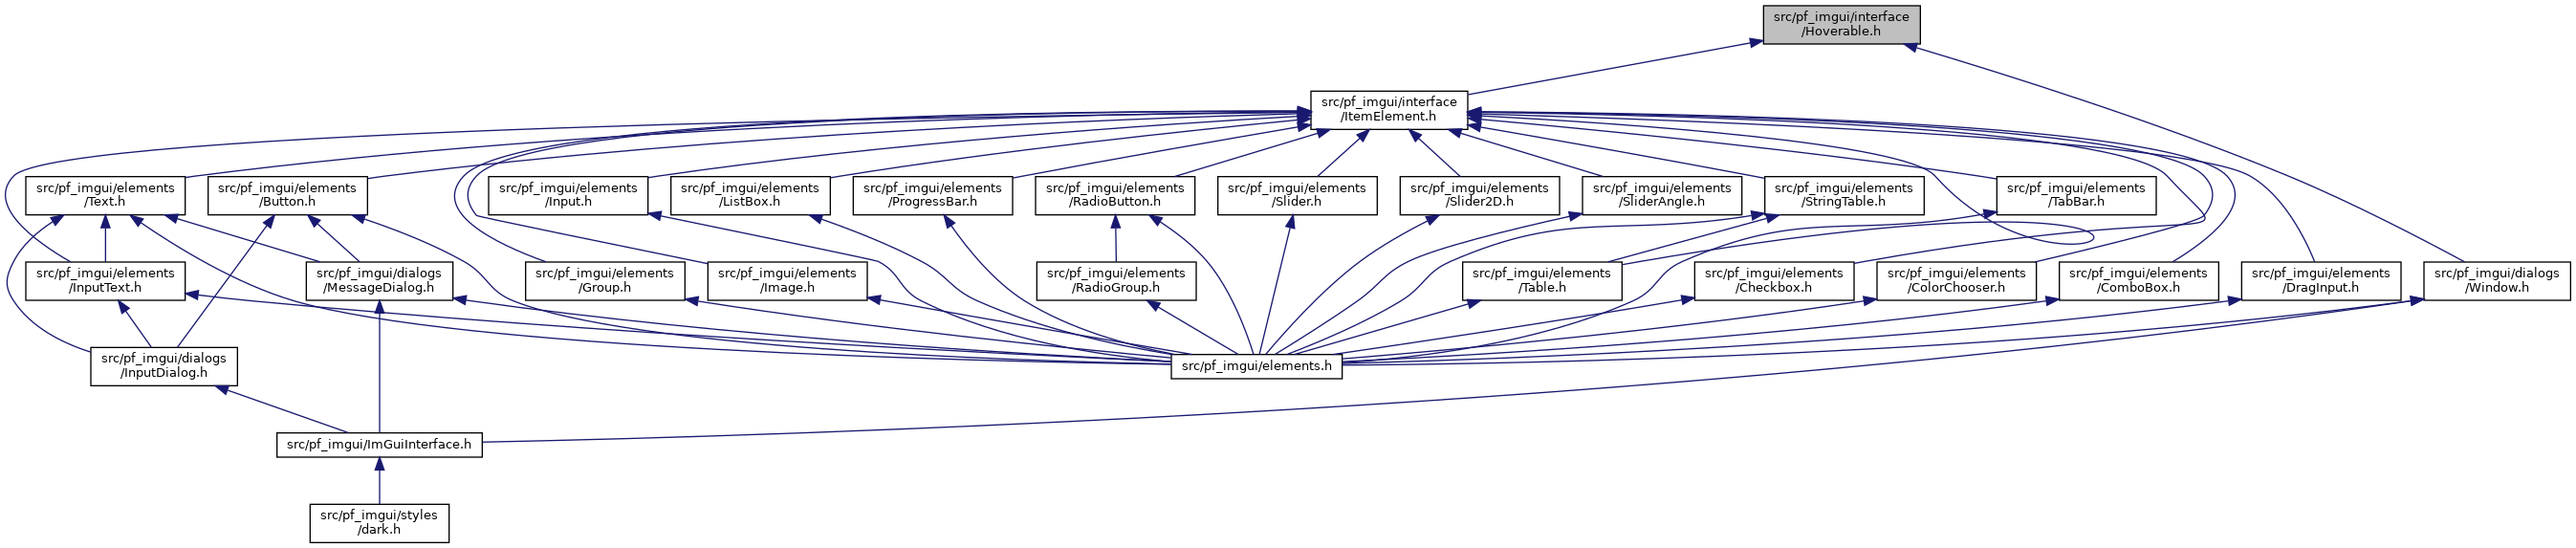 src/pf_imgui/interface
/Hoverable.h
src/pf_imgui/interface
/ItemElement.h
src/pf_imgui/elements
/Text.h
src/pf_imgui/elements
/Button.h
src/pf_imgui/elements
/Input.h
src/pf_imgui/elements
/ListBox.h
src/pf_imgui/elements
/ProgressBar.h
src/pf_imgui/elements
/RadioButton.h
src/pf_imgui/elements
/Slider.h
src/pf_imgui/elements
/Slider2D.h
src/pf_imgui/elements
/SliderAngle.h
src/pf_imgui/elements
/StringTable.h
src/pf_imgui/elements
/TabBar.h
src/pf_imgui/elements
/InputText.h
src/pf_imgui/dialogs
/MessageDialog.h
src/pf_imgui/elements
/Group.h
src/pf_imgui/elements
/Image.h
src/pf_imgui/elements
/RadioGroup.h
src/pf_imgui/elements
/Table.h
src/pf_imgui/elements
/Checkbox.h
src/pf_imgui/elements
/ColorChooser.h
src/pf_imgui/elements
/ComboBox.h
src/pf_imgui/elements
/DragInput.h
src/pf_imgui/dialogs
/Window.h
src/pf_imgui/dialogs
/InputDialog.h
src/pf_imgui/elements.h
src/pf_imgui/ImGuiInterface.h
src/pf_imgui/styles
/dark.h